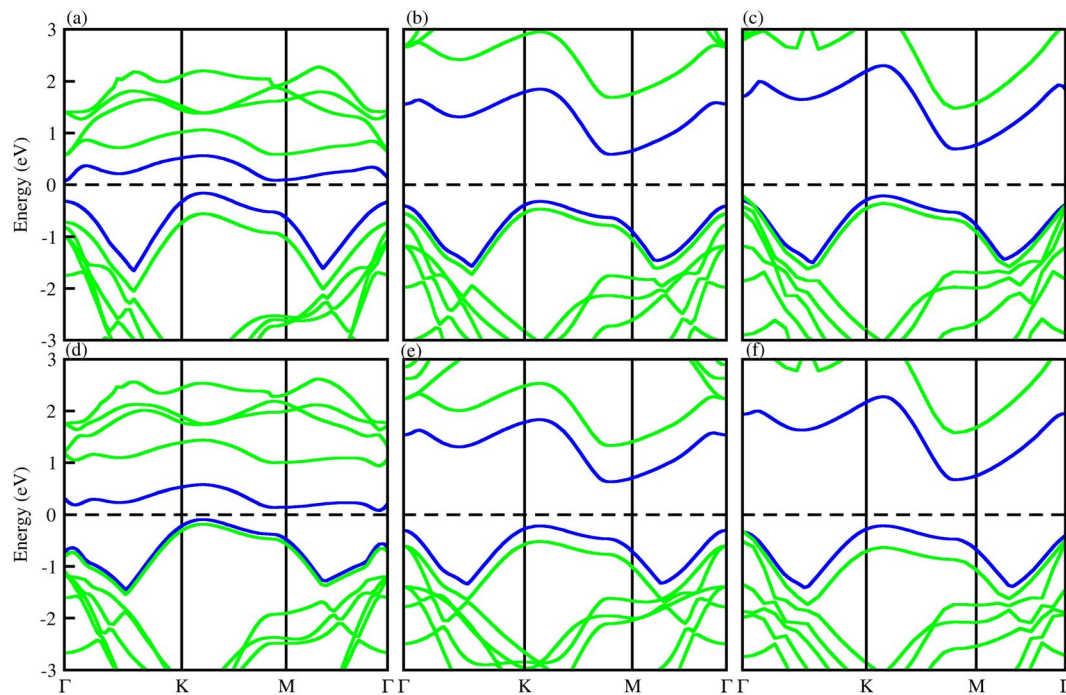 (a) (b) (c)
3
2
1
0
-1
-2
-3
Energy (eV)
(d) (e) (f)
3
2
1
0
-1
-2
-3
Energy (eV)
Γ K M Γ Γ K M Γ Γ K M Γ